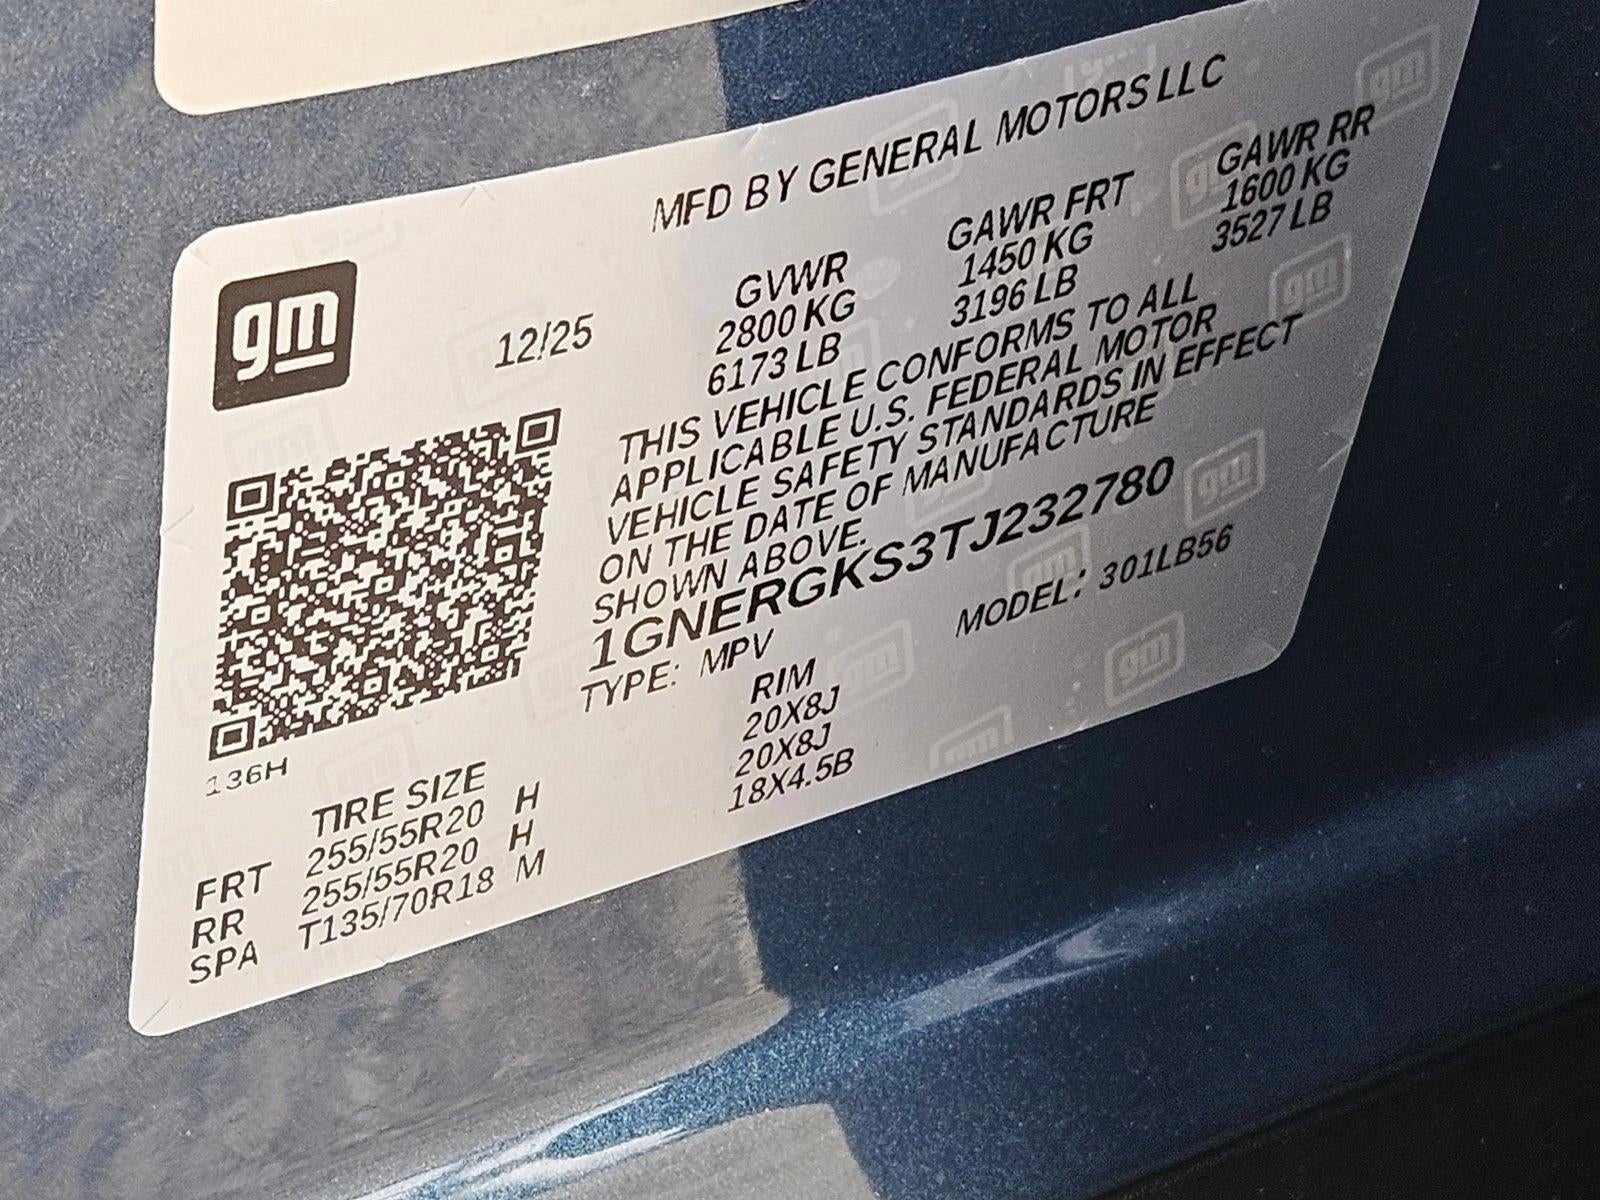 MFD BY GENERAL MOTORS LLC
gm
12/25
GVWR GAWR FRT GAWR RR
2800 KG 1450 KG 1600 KG
6173 LB 3196 LB 3527 LB
THIS VEHICLE CONFORMS TO ALL
APPLICABLE U.S. FEDERAL MOTOR
VEHICLE SAFETY STANDARDS IN EFFECT
ON THE DATE OF MANUFACTURE
SHOWN ABOVE.
1GNERGKS3TJ232780
TYPE: MPV MODEL: 301LB56
136H
TIRE SIZE RIM
FRT 255/55R20 H 20X8J
RR 255/55R20 H 20X8J
SPA T135/70R18 M 18X4.5B